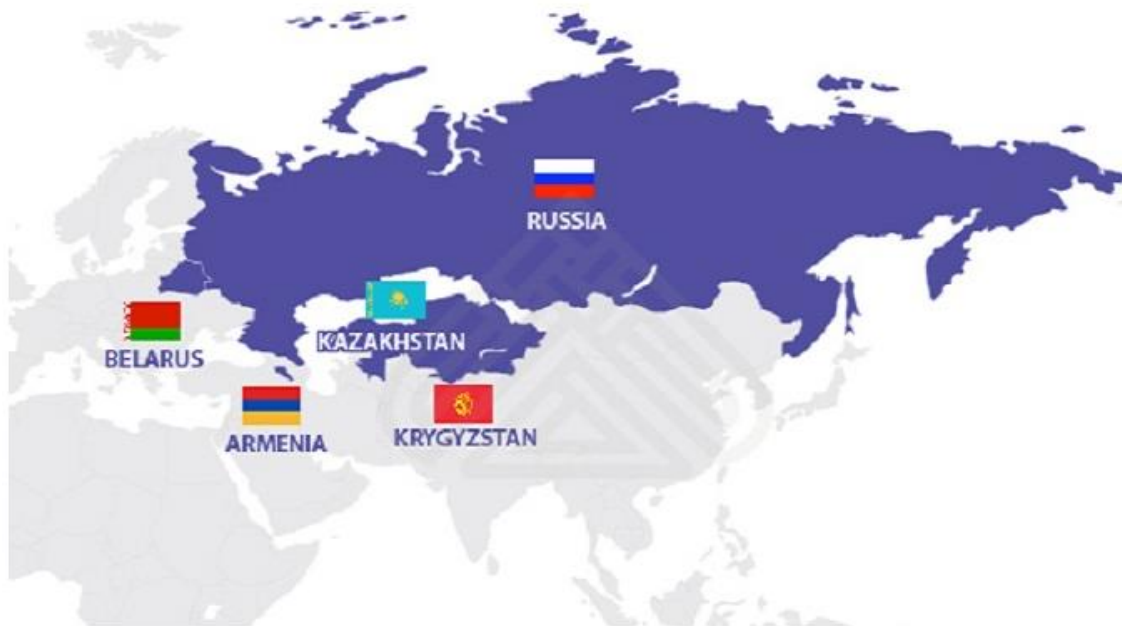 RUSSIA
KAZAKHSTAN
BELARUS
KRYGYZSTAN
ARMENIA